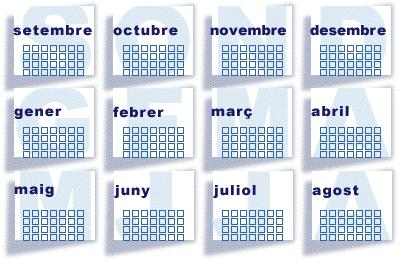 setembre octubre novembre desembre
S O N D
gener febrer març abril
G F M A
maig juny juliol agost
M J J A